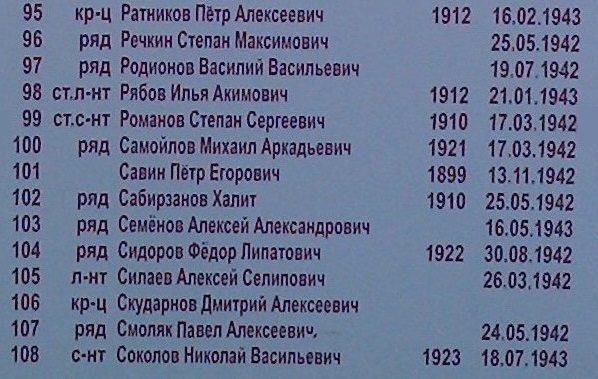 95 кр-ц Ратников Пётр Алексеевич 1912 16.02.1943
96 ряд Речкин Степан Максимович 25.05.1942
97 ряд Родионов Василий Васильевич 19.07.1942
98 ст.л-нт Рябов Илья Акимович 1912 21.01.1943
99 ст.с-нт Романов Степан Сергеевич 1910 17.03.1942
100 ряд Самойлов Михаил Аркадьевич 1921 17.03.1942
101 Савин Пётр Егорович 1899 13.11.1942
102 ряд Сабирзанов Халит 1910 25.05.1942
103 ряд Семёнов Алексей Александрович 16.05.1943
104 ряд Сидоров Фёдор Липатович 1922 30.08.1942
105 л-нт Силаев Алексей Селипович 26.03.1942
106 кр-ц Скударнов Дмитрий Алексеевич
107 ряд Смоляк Павел Алексеевич, 24.05.1942
108 с-нт Соколов Николай Васильевич 1923 18.07.1943